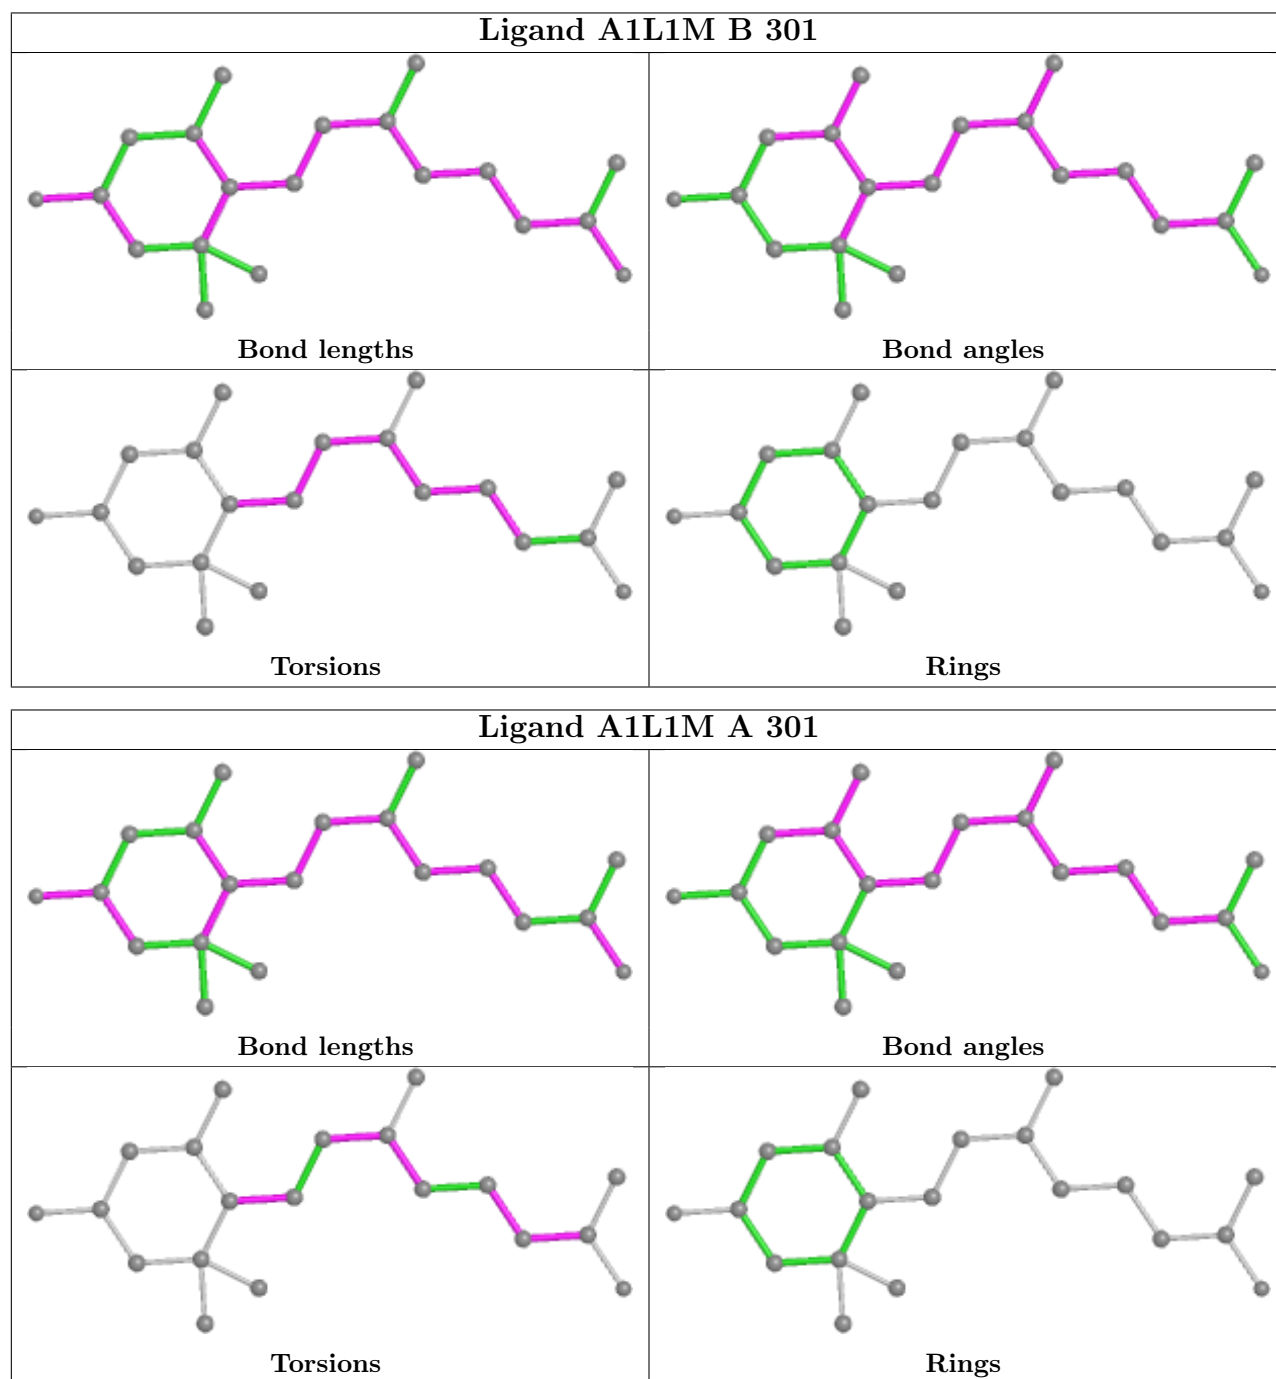 Ligand A1L1M B 301
Bond lengths
Bond angles
Torsions
Rings
Ligand A1L1M A 301
Bond lengths
Bond angles
Torsions
Rings